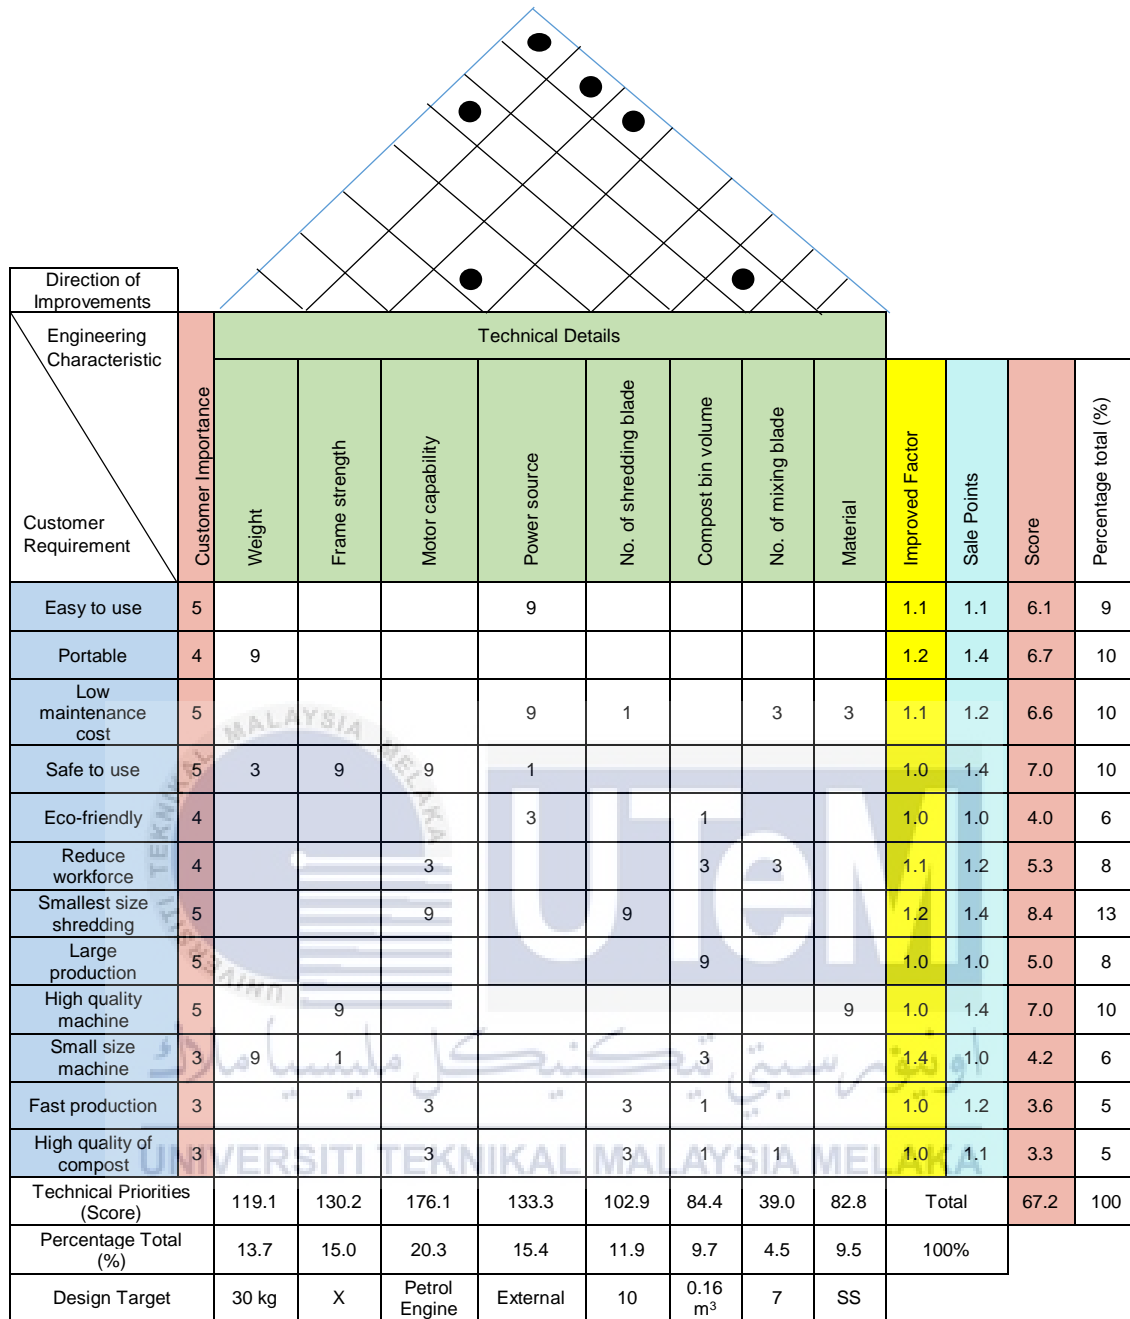 Direction of
Improvements
Engineering
Characteristic
Customer
Requirement
Customer Importance
Technical Details
Weight
Frame strength
Motor capability
Power source
No. of shredding blade
Compost bin volume
No. of mixing blade
Material
Improved Factor
Sale Points
Score
Percentage total (%)
Easy to use 5 9 1.1 1.1 6.1 9
Portable 4 9 1.2 1.4 6.7 10
Low
maintenance
cost
5 9 1 3 3 1.1 1.2 6.6 10
Safe to use 5 3 9 9 1 1.0 1.4 7.0 10
Eco-friendly 4 3 1 1.0 1.0 4.0 6
Reduce
workforce
4 3 3 3 1.1 1.2 5.3 8
Smallest size
shredding
5 9 9 1.2 1.4 8.4 13
Large
production
5 9 1.0 1.0 5.0 8
High quality
machine
5 9 9 1.0 1.4 7.0 10
Small size
machine
3 9 1 3 1.4 1.0 4.2 6
Fast production 3 3 3 1 1.0 1.2 3.6 5
High quality of
compost
3 3 3 1 1 1.0 1.1 3.3 5
Technical Priorities
(Score)
119.1 130.2 176.1 133.3 102.9 84.4 39.0 82.8 Total 67.2 100
Percentage Total
(%)
13.7 15.0 20.3 15.4 11.9 9.7 4.5 9.5 100%
Design Target 30 kg X Petrol
Engine
External 10 0.16
m³
7 SS
UNIVERSITI TEKNIKAL MALAYSIA MELAKA
UTeM
اونيۏرسيتي تيكنيكل مليسيا ملاك
UNIVERSITI TEKNIKAL MALAYSIA MELAKA